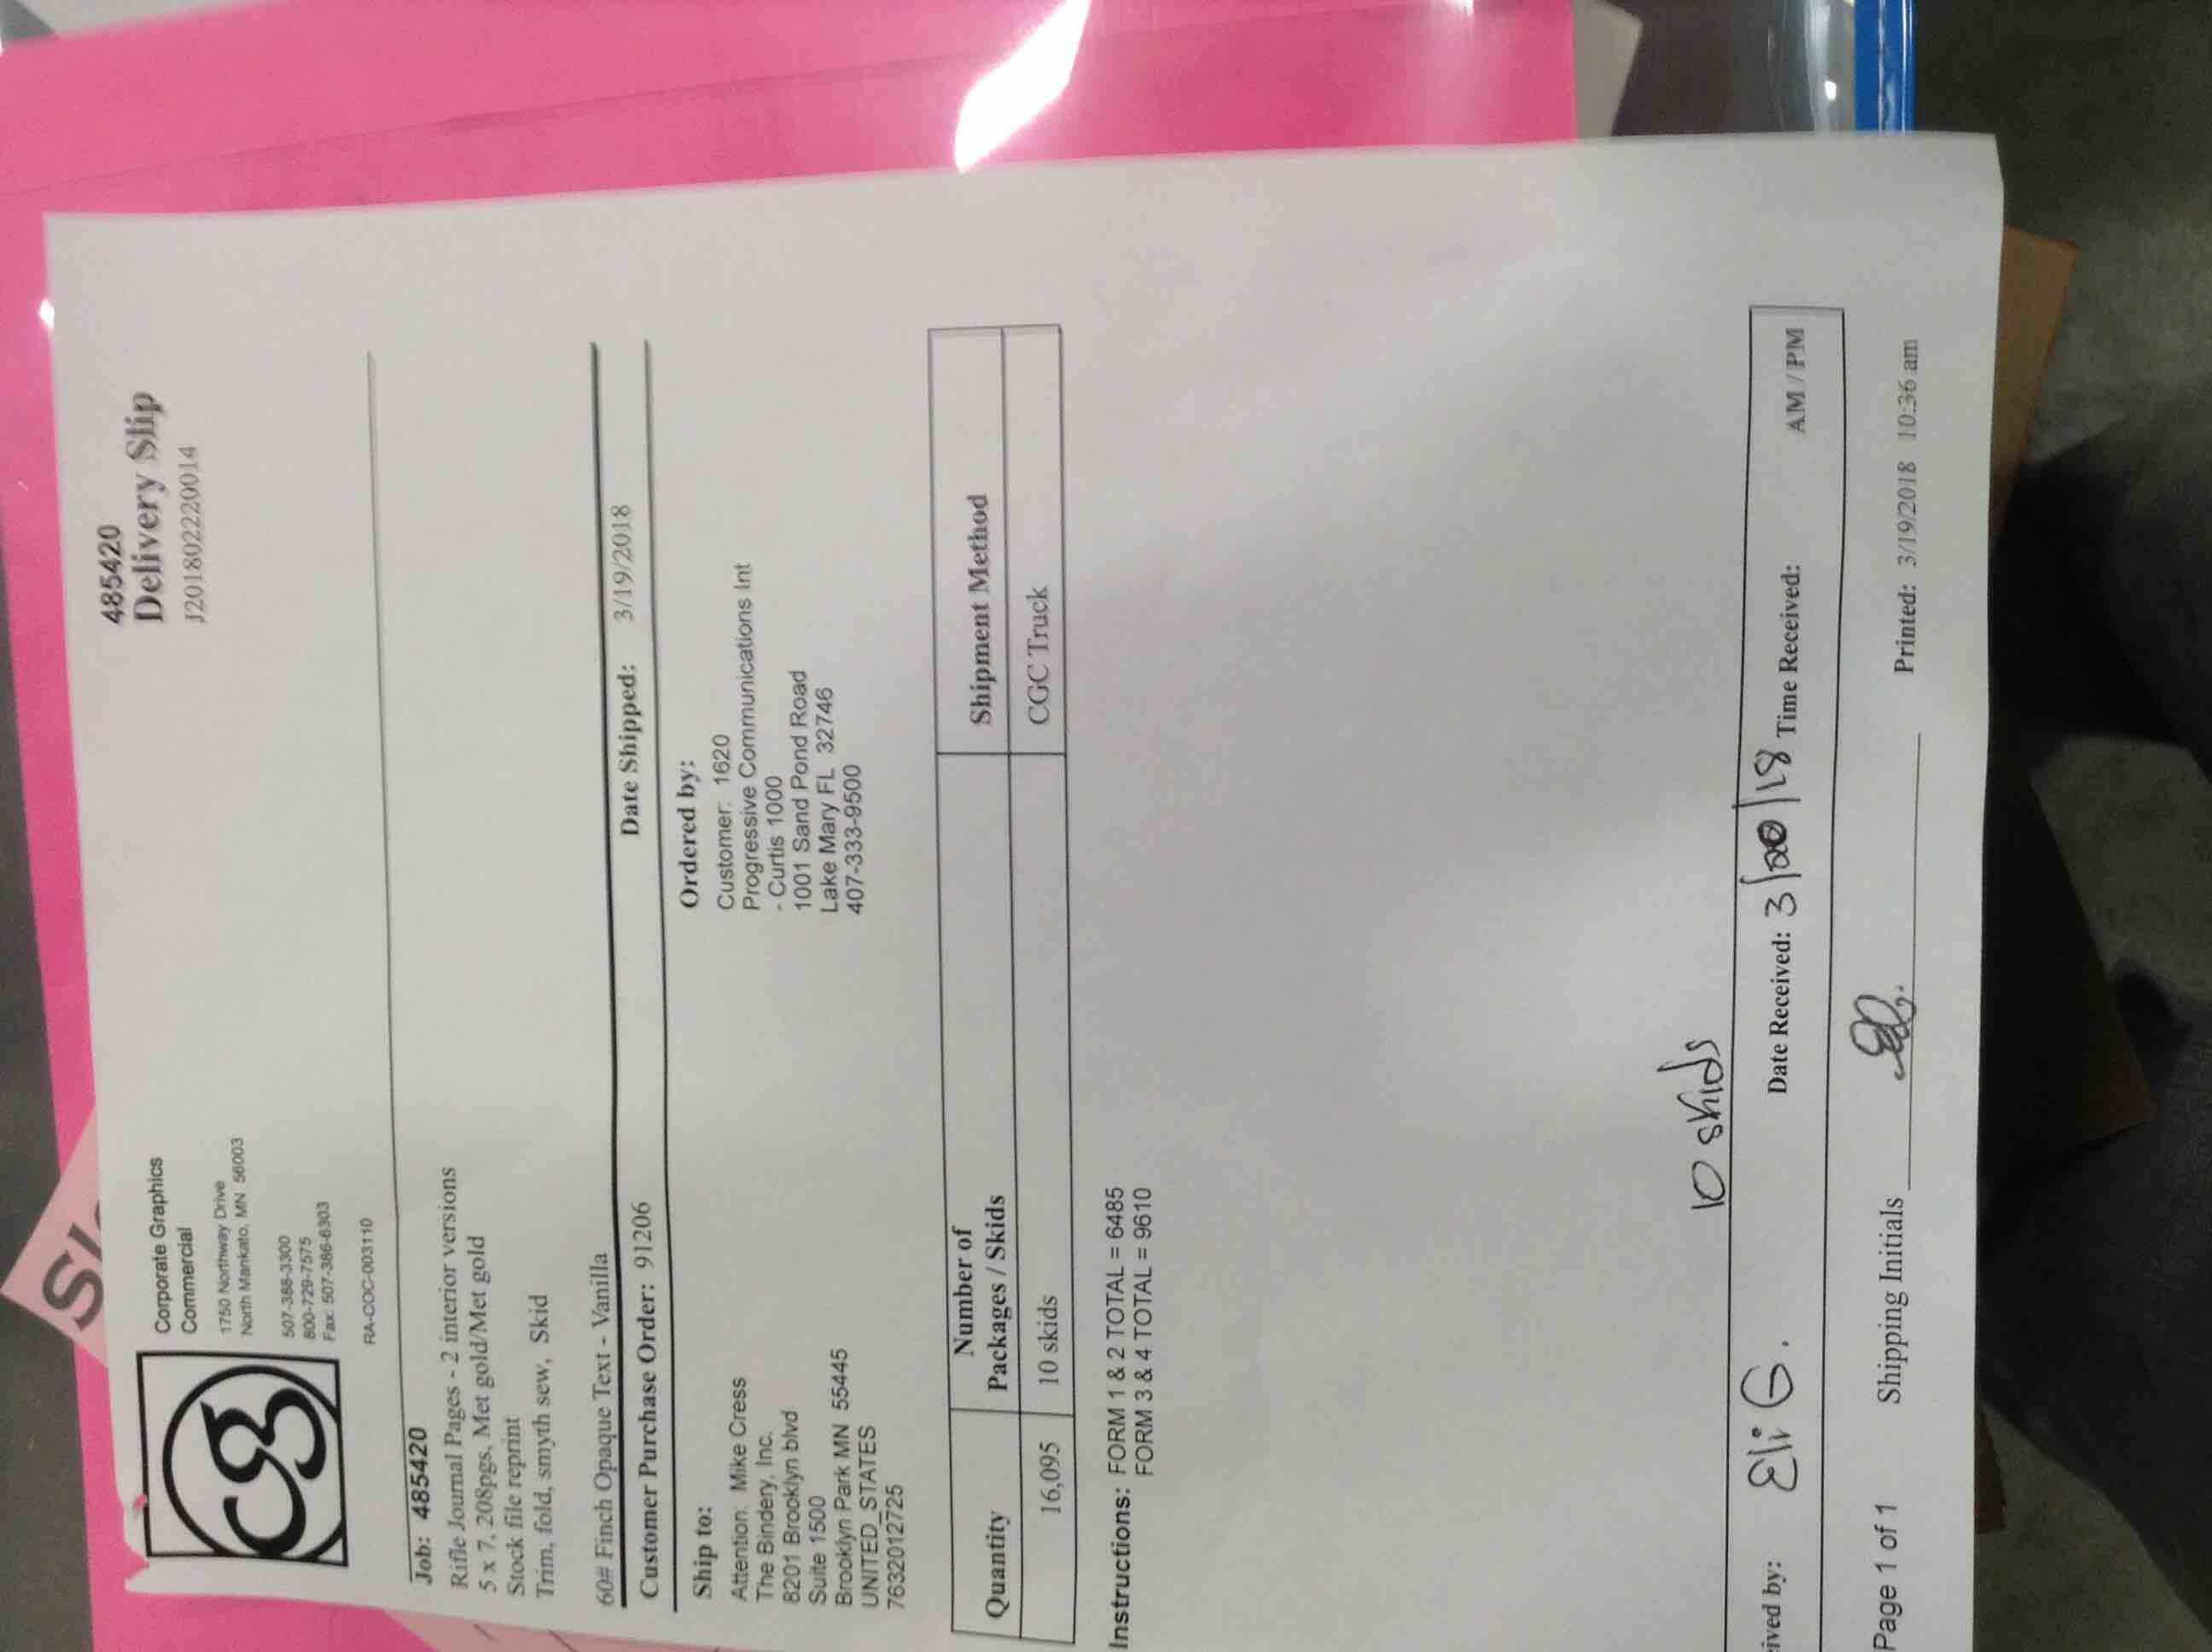 485420
Delivery Slip
J201802220014
cg
Corporate Graphics
Commercial
1750 Northway Drive
North Mankato, MN 56003
507-388-3300
800-729-7575
Fax: 507-386-6303
RA-COC-003110
Job: 485420
Rifle Journal Pages - 2 interior versions
5 x 7, 208pgs, Met gold/Met gold
Stock file reprint
Trim, fold, smyth sew, Skid
60# Finch Opaque Text - Vanilla
Customer Purchase Order: 91206 Date Shipped: 3/19/2018
Ship to:
Attention: Mike Cress
The Bindery, Inc.
8201 Brooklyn blvd
Suite 1500
Brooklyn Park MN 55445
UNITED_STATES
7632012725
Ordered by:
Customer: 1620
Progressive Communications Int
- Curtis 1000
1001 Sand Pond Road
Lake Mary FL 32746
407-333-9500
Quantity Number of Packages / Skids Shipment Method
16,095 10 skids CGC Truck
Instructions: FORM 1 & 2 TOTAL = 6485
FORM 3 & 4 TOTAL = 9610
10 skids
ived by: Eli G. Date Received: 3/20/18 Time Received: AM / PM
Page 1 of 1 Shipping Initials Printed: 3/19/2018 10:36 am